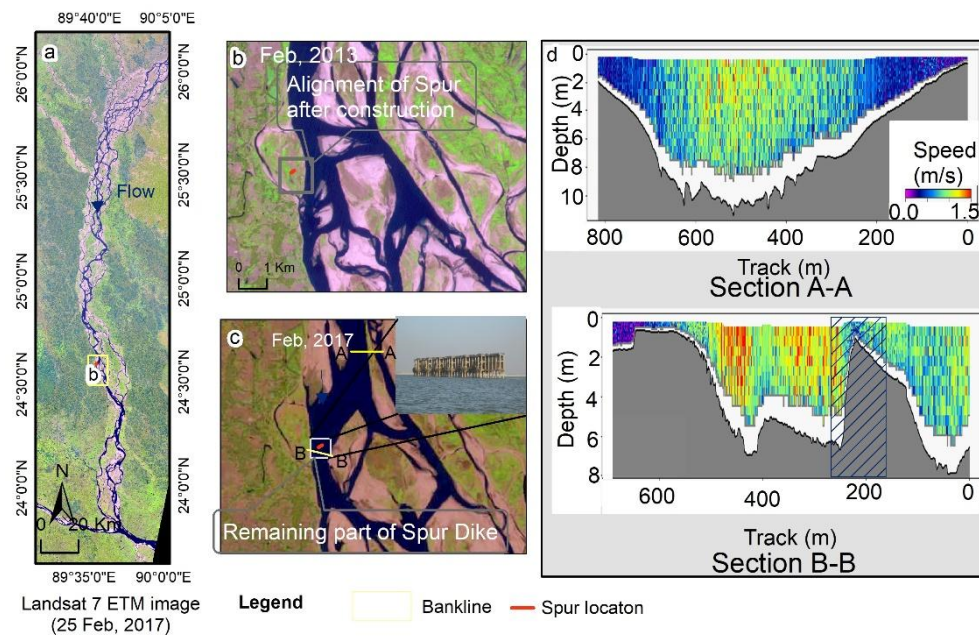 89°40'0"E 90°5'0"E
a
26°0'0"N
26°0'0"N
25°30'0"N
25°30'0"N
Flow
25°0'0"N
25°0'0"N
24°30'0"N
24°30'0"N
b
24°0'0"N
24°0'0"N
N
0 20 Km
89°35'0"E 90°0'0"E
Landsat 7 ETM image
(25 Feb, 2017)
b Feb, 2013
Alignment of Spur
after construction
0 1 Km
c Feb, 2017
A A
B B
Remaining part of Spur Dike
d
Depth (m)
0
2
4
6
8
10
Speed
(m/s)
0.0 1.5
800 600 400 200 0
Track (m)
Section A-A
Depth (m)
0
2
4
6
8
600 400 200 0
Track (m)
Section B-B
Legend Bankline Spur locaton